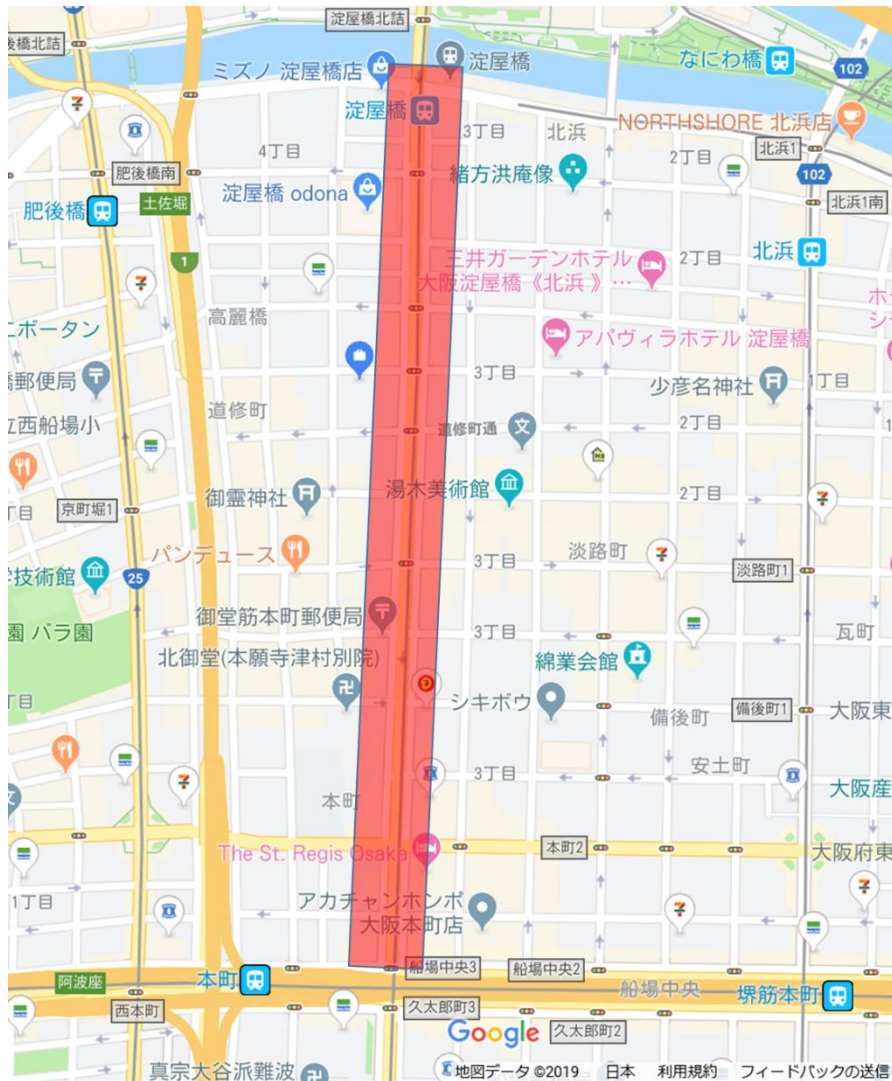 淀屋橋北詰
後橋北詰
ミズノ 淀屋橋店
淀屋橋
なにわ橋
102
淀屋橋
NORTHSHORE 北浜店
3丁目
北浜
4丁目
2丁目
北浜1
肥後橋南
淀屋橋 odona
緒方洪庵像
102
土佐堀
北浜1南
肥後橋
1
三井ガーデンホテル
大阪淀屋橋《北浜 》…
2丁目
北浜
高麗橋
ホ
シ
ニボータン
アパヴィラホテル 淀屋橋
郵便局
3丁目
少彦名神社
1丁目
立西船場小
道修町
道修町通
2丁目
御霊神社
湯木美術館
2丁目
丁目
京町堀1
パンデュース
3丁目
淡路町
技術館
25
淡路町1
御堂筋本町郵便局
園 バラ園
3丁目
瓦町
北御堂(本願寺津村別院)
綿業会館
丁目
シキボウ
備後町
備後町1
大阪東
3丁目
安土町
本町
大阪産
The St. Regis Osaka
本町2
大阪府東
1丁目
アカチャンホンポ
大阪本町店
阿波座
本町
船場中央3
船場中央2
船場中央
堺筋本町
西本町
久太郎町3
Google
久太郎町2
真宗大谷派難波
地図データ ©2019 日本 利用規約 フィードバックの送信